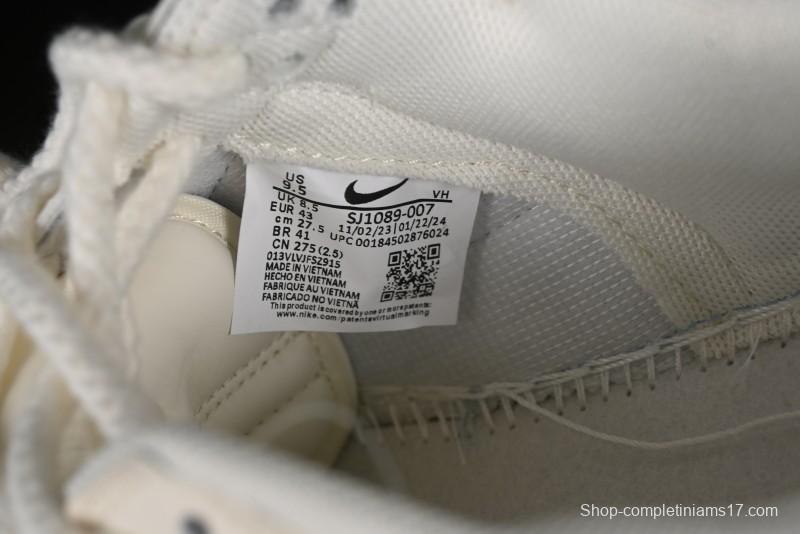 US
9.5
VH
UK 8.5
SJ1089-007
EUR 43
11/02/23|01/22/24
cm 27.5
UPC 00184502876024
BR 41
CN 275 (2.5)
013VLVJFSZ915
MADE IN VIETNAM
HECHO EN VIETNAM
FABRIQUE AU VIETNAM
FABRICADO NO VIETNÃ
This product is covered by one or more patents:
www.nike.com/patentsvirtualmarking
Shop-completiniams17.com